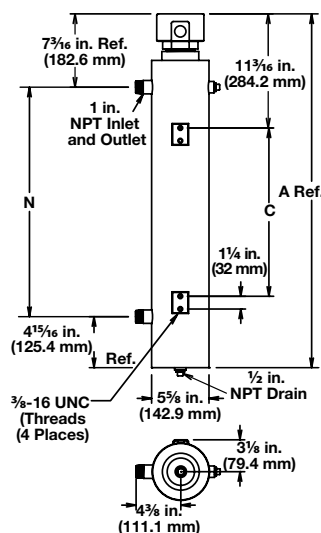 7³⁄₁₆ in. Ref.
(182.6 mm)
11³⁄₁₆ in.
(284.2 mm)
1 in.
NPT Inlet
and Outlet
A Ref.
N
C
1¼ in.
(32 mm)
4¹⁵⁄₁₆ in.
(125.4 mm)
Ref.
⅜-16 UNC
(Threads
(4 Places)
5⅝ in.
(142.9 mm)
½ in.
NPT Drain
3⅛ in.
(79.4 mm)
4⅜ in.
(111.1 mm)